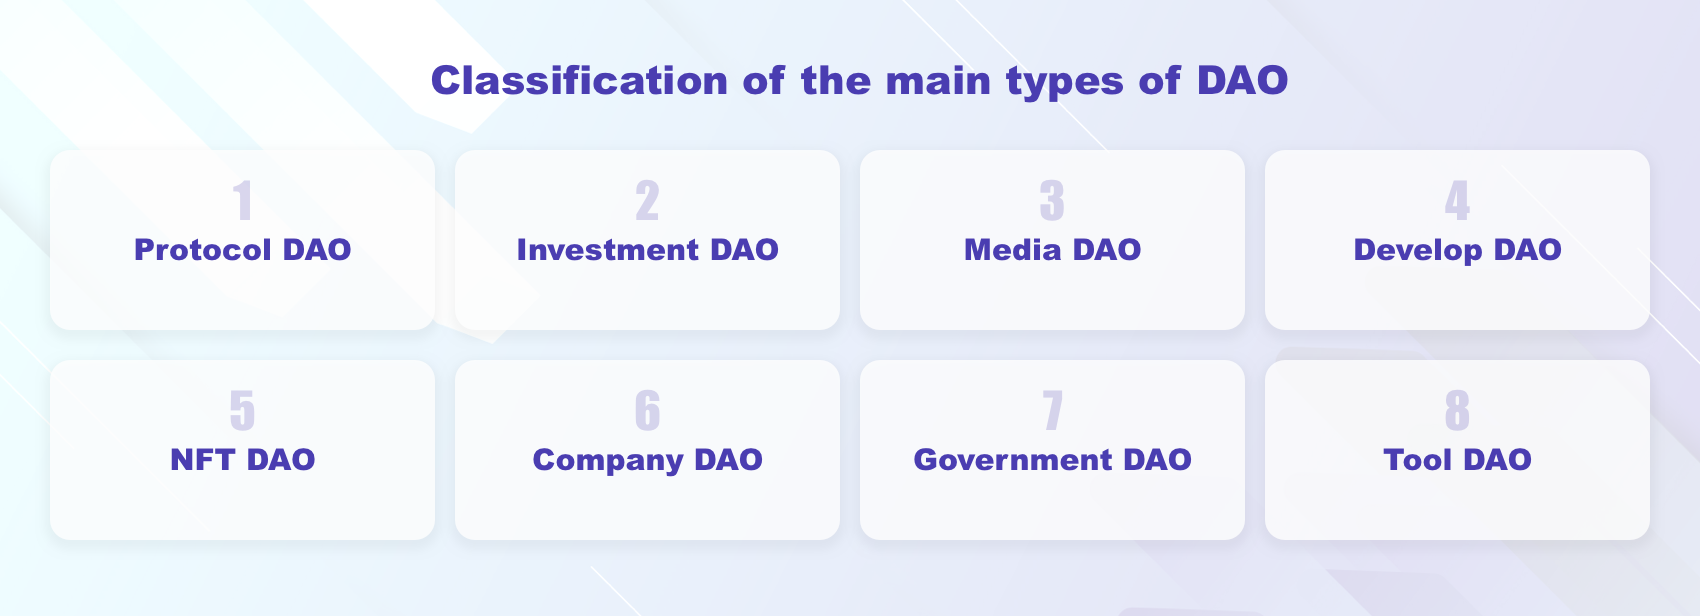 Classification of the main types of DAO
1
Protocol DAO
2
Investment DAO
3
Media DAO
4
Develop DAO
5
NFT DAO
6
Company DAO
7
Government DAO
8
Tool DAO